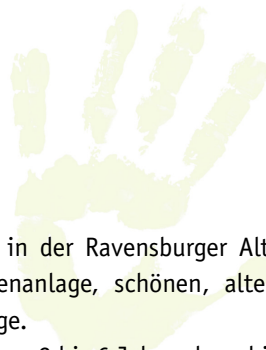 in der Ravensburger Alt
enanlage, schönen, alte
ge.